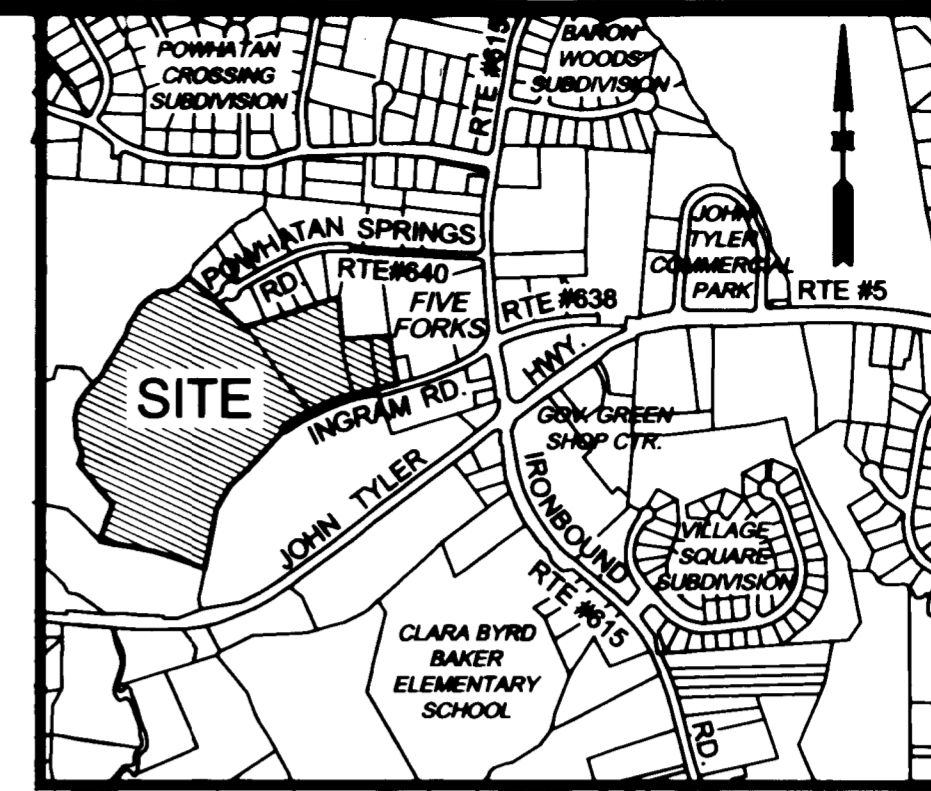 POWHATAN
CROSSING
SUBDIVISION
RTE #615
BARON
WOODS
SUBDIVISION
POWHATAN SPRINGS
RD.
RTE#640
FIVE
FORKS
RTE #638
JOHN
TYLER
COMMERCIAL
PARK
RTE #5
SITE
INGRAM RD.
JOHN TYLER HWY.
GOV. GREEN
SHOP CTR.
IRONBOUND RD.
RTE #615
VILLAGE
SQUARE
SUBDIVISION
CLARA BYRD
BAKER
ELEMENTARY
SCHOOL